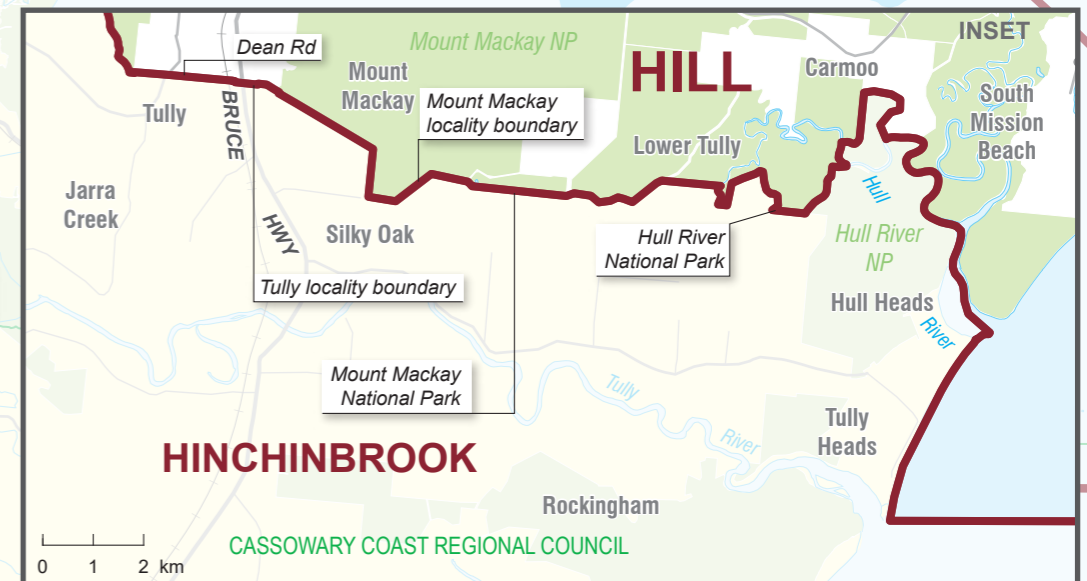 INSET
Dean Rd
Mount Mackay NP
HILL
Carmoo
Mount
Mackay
Mount Mackay
locality boundary
South
Mission
Beach
Tully
BRUCE
Lower Tully
Jarra
Creek
HWY
Silky Oak
Hull
Hull River
National Park
Hull River
NP
Tully locality boundary
Hull Heads
River
Mount Mackay
National Park
Tully
River
Tully
Heads
HINCHINBROOK
Rockingham
CASSOWARY COAST REGIONAL COUNCIL
0 1 2 km